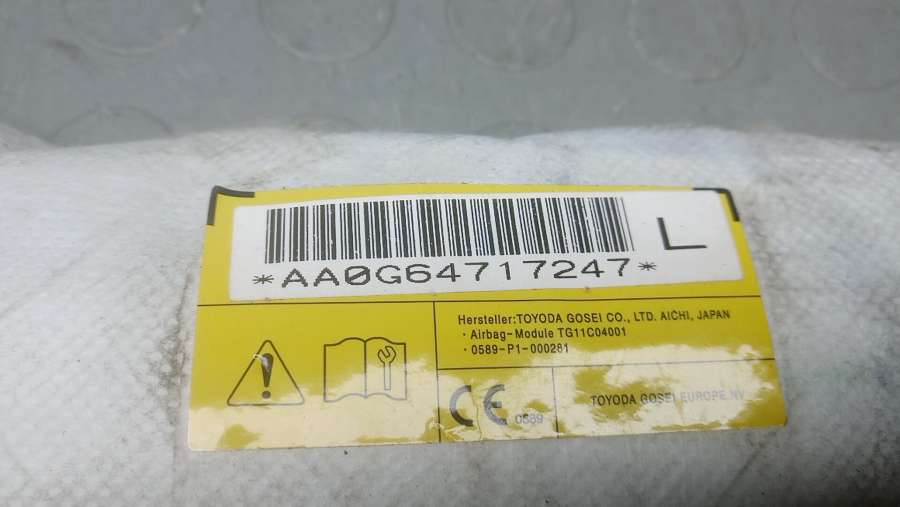 *AA0G64717247*
L
Hersteller:TOYODA GOSEI CO., LTD. AICHI, JAPAN
· Airbag-Module TG11C04001
· 0589-P1-000281
CE 0589
TOYODA GOSEI EUROPE NV